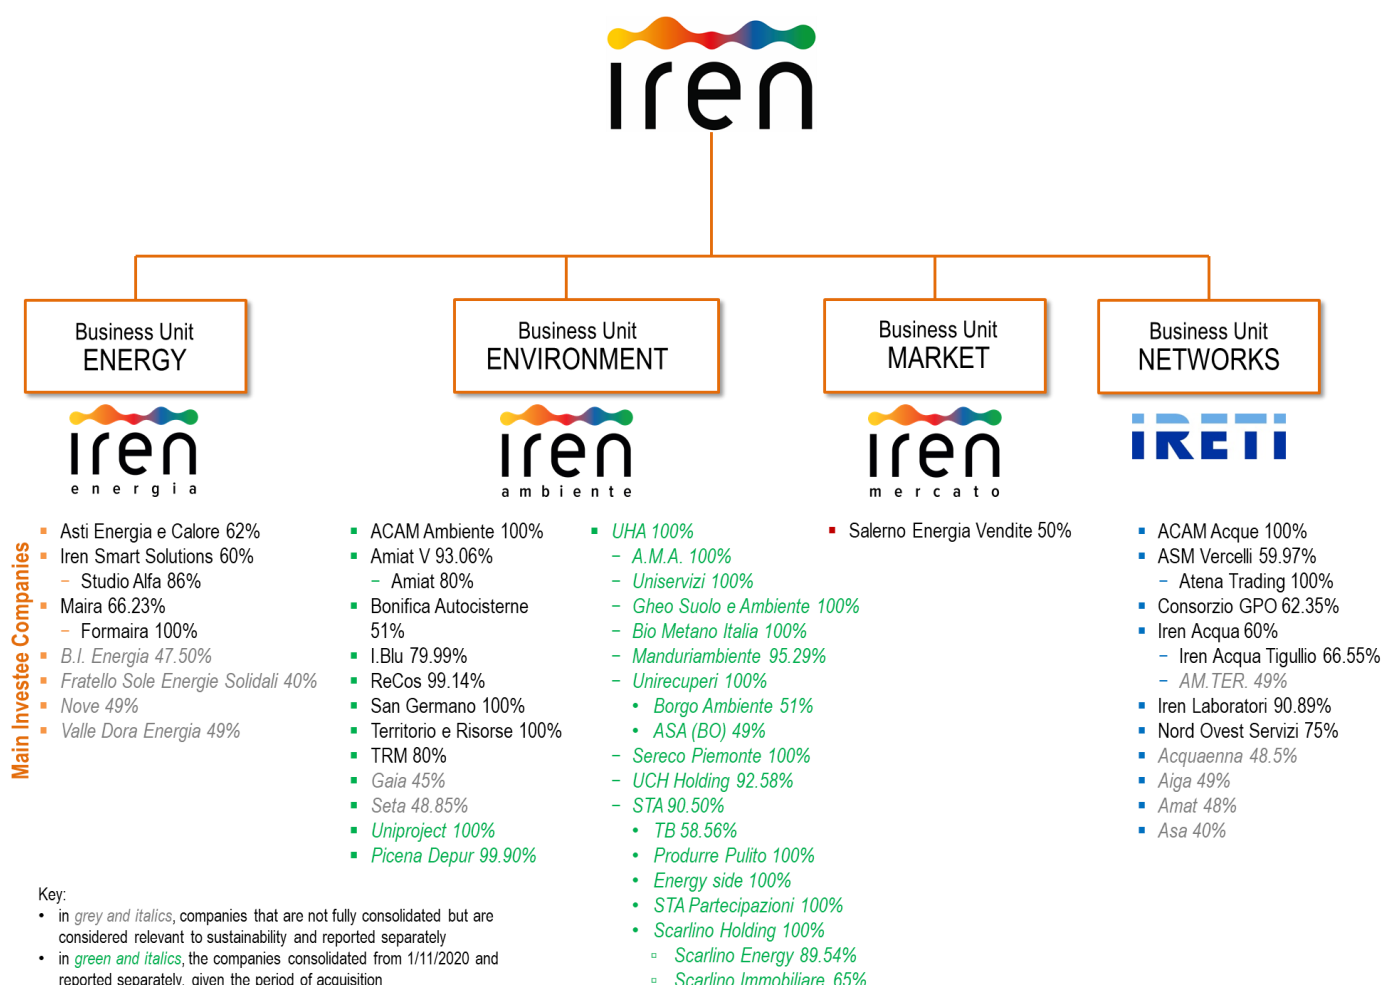 iren
Business Unit
ENERGY
Business Unit
ENVIRONMENT
Business Unit
MARKET
Business Unit
NETWORKS
iren
energia
iren
ambiente
iren
mercato
IRETI
Main Investee Companies
Asti Energia e Calore 62%
Iren Smart Solutions 60%
– Studio Alfa 86%
Maira 66.23%
– Formaira 100%
B.I. Energia 47.50%
Fratello Sole Energie Solidali 40%
Nove 49%
Valle Dora Energia 49%
ACAM Ambiente 100%
Amiat V 93.06%
– Amiat 80%
Bonifica Autocisterne
51%
I.Blu 79.99%
ReCos 99.14%
San Germano 100%
Territorio e Risorse 100%
TRM 80%
Gaia 45%
Seta 48.85%
Uniproject 100%
Picena Depur 99.90%
UHA 100%
– A.M.A. 100%
– Uniservizi 100%
– Gheo Suolo e Ambiente 100%
– Bio Metano Italia 100%
– Manduriambiente 95.29%
– Unirecuperi 100%
• Borgo Ambiente 51%
• ASA (BO) 49%
– Sereco Piemonte 100%
– UCH Holding 92.58%
– STA 90.50%
• TB 58.56%
• Produrre Pulito 100%
• Energy side 100%
• STA Partecipazioni 100%
• Scarlino Holding 100%
Scarlino Energy 89.54%
Scarlino Immobiliare 65%
Salerno Energia Vendite 50%
ACAM Acque 100%
ASM Vercelli 59.97%
– Atena Trading 100%
Consorzio GPO 62.35%
Iren Acqua 60%
– Iren Acqua Tigullio 66.55%
– AM.TER. 49%
Iren Laboratori 90.89%
Nord Ovest Servizi 75%
Acquaenna 48.5%
Aiga 49%
Amat 48%
Asa 40%
Key:
• in grey and italics, companies that are not fully consolidated but are
considered relevant to sustainability and reported separately
• in green and italics, the companies consolidated from 1/11/2020 and
reported separately, given the period of acquisition